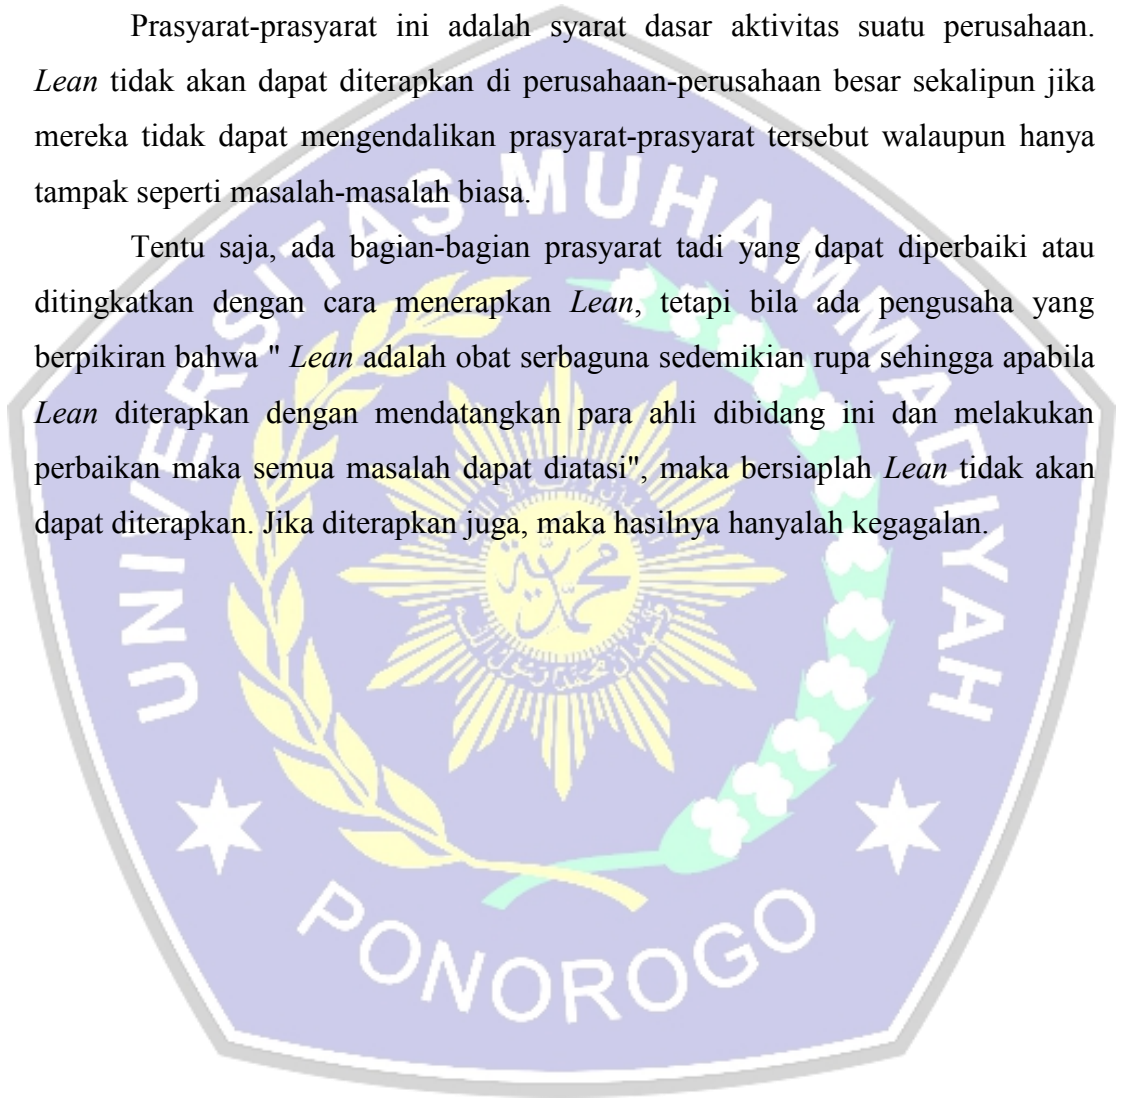 Prasyarat-prasyarat ini adalah syarat dasar aktivitas suatu perusahaan.
Lean tidak akan dapat diterapkan di perusahaan-perusahaan besar sekalipun jika
mereka tidak dapat mengendalikan prasyarat-prasyarat tersebut walaupun hanya
tampak seperti masalah-masalah biasa.
Tentu saja, ada bagian-bagian prasyarat tadi yang dapat diperbaiki atau
ditingkatkan dengan cara menerapkan Lean, tetapi bila ada pengusaha yang
berpikiran bahwa " Lean adalah obat serbaguna sedemikian rupa sehingga apabila
Lean diterapkan dengan mendatangkan para ahli dibidang ini dan melakukan
perbaikan maka semua masalah dapat diatasi", maka bersiaplah Lean tidak akan
dapat diterapkan. Jika diterapkan juga, maka hasilnya hanyalah kegagalan.
UNIVERSITAS MUHAMMADIYAH
محمد
PONOROGO